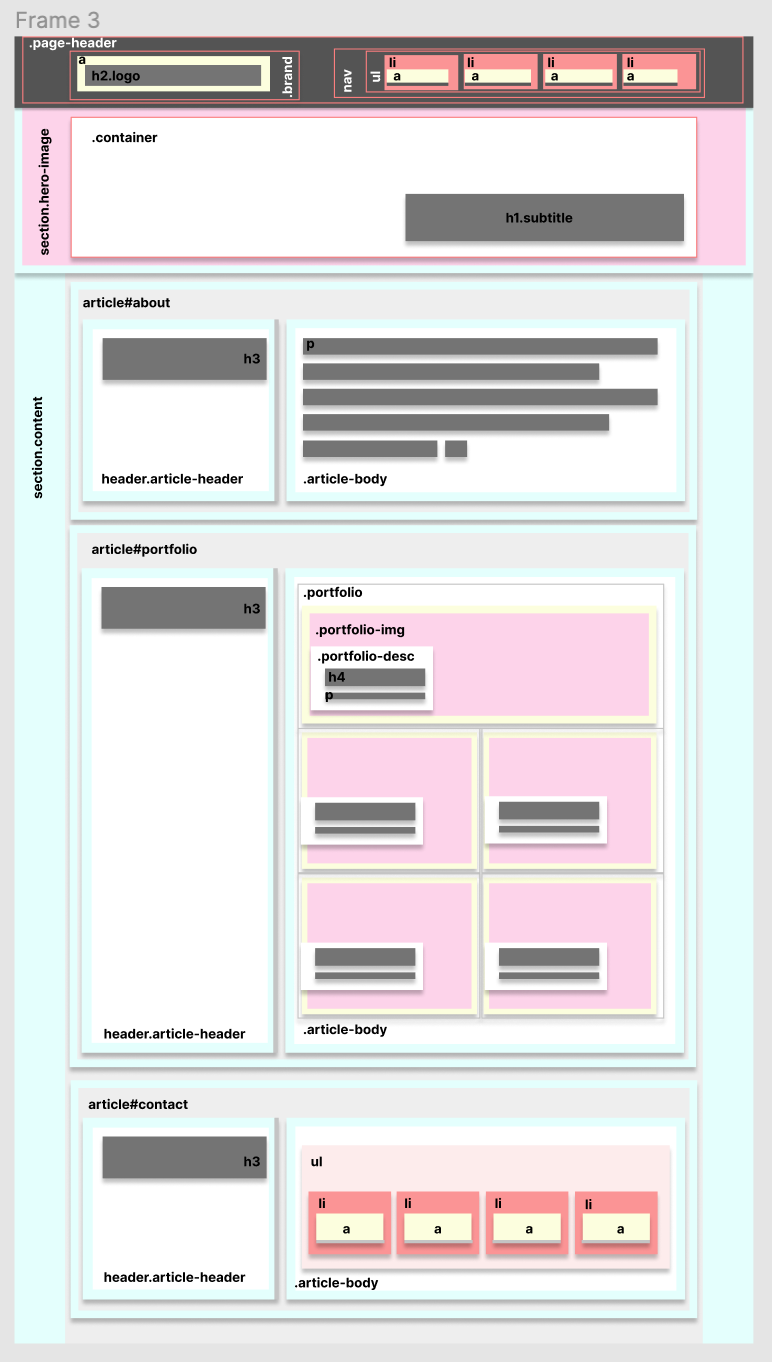 Frame 3
.page-header
a
h2.logo
.brand
nav
ul
li
a
li
a
li
a
li
a
section.hero-image
.container
h1.subtitle
section.content
article#about
h3
header.article-header
p
.article-body
article#portfolio
h3
header.article-header
.portfolio
.portfolio-img
.portfolio-desc
h4
p
.article-body
article#contact
h3
header.article-header
ul
li
a
li
a
li
a
li
a
.article-body